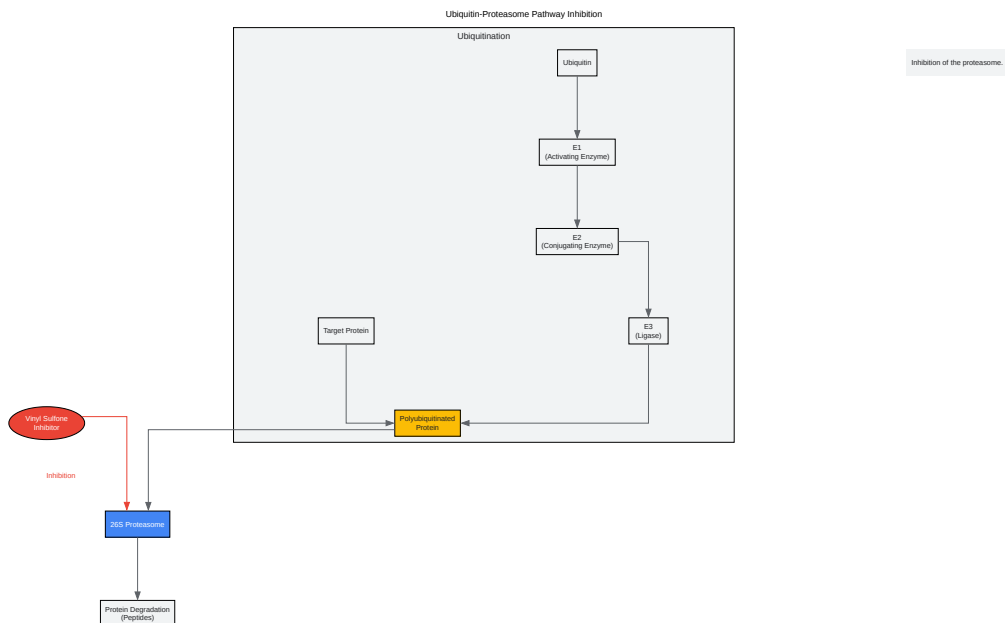 Ubiquitin-Proteasome Pathway Inhibition
Ubiquitination
Ubiquitin
Inhibition of the proteasome.
E1
(Activating Enzyme)
E2
(Conjugating Enzyme)
Target Protein
E3
(Ligase)
Vinyl Sulfone
Inhibitor
Polyubiquitinated
Protein
Inhibition
26S Proteasome
Protein Degradation
(Peptides)